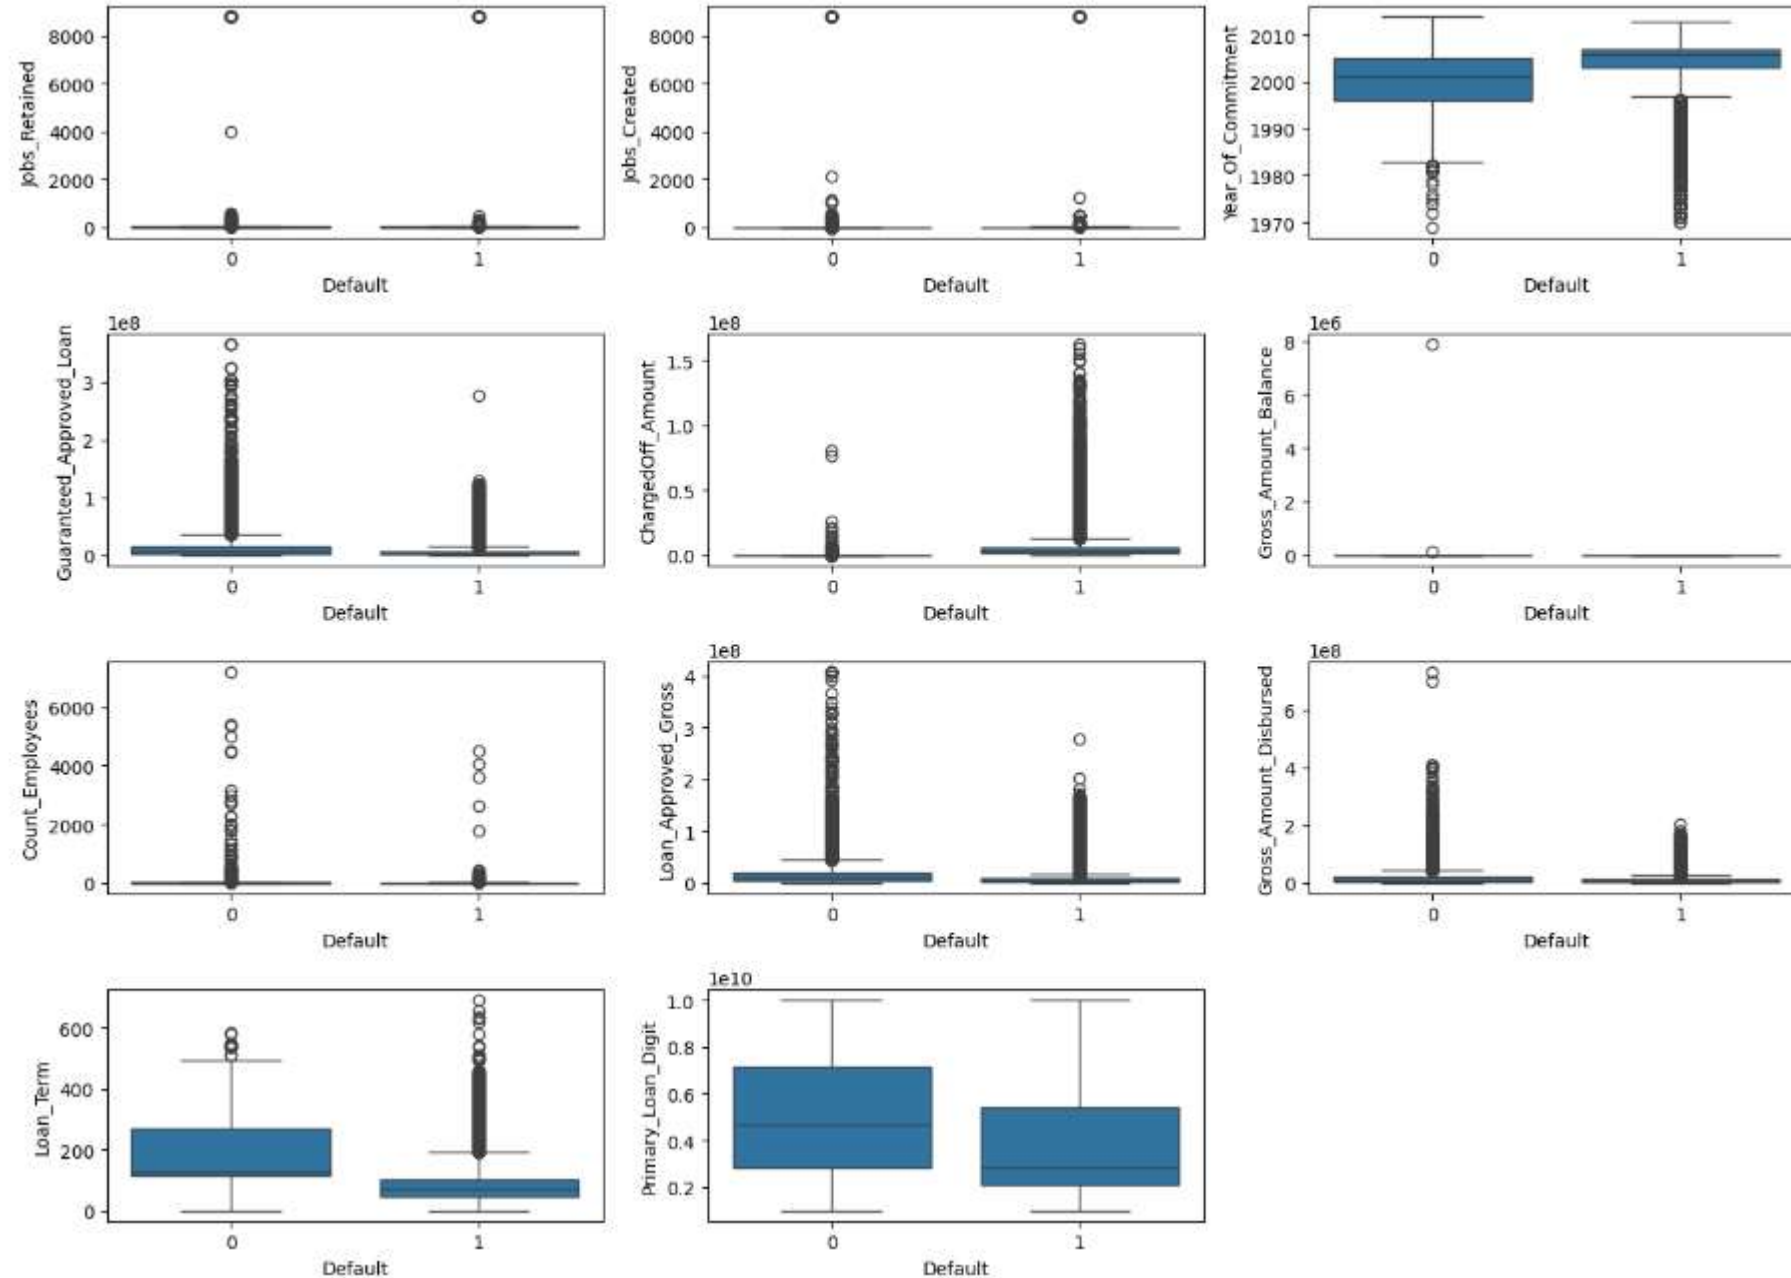 Jobs_Retained
8000
6000
4000
2000
0
0
1
Default
Jobs_Created
8000
6000
4000
2000
0
0
1
Default
Year_Of_Commitment
2010
2000
1990
1980
1970
0
1
Default
1e8
Guaranteed_Approved_Loan
3
2
1
0
0
1
Default
1e8
ChargedOff_Amount
1.5
1.0
0.5
0.0
0
1
Default
1e6
Gross_Amount_Balance
8
6
4
2
0
0
1
Default
Count_Employees
6000
4000
2000
0
0
1
Default
1e8
Loan_Approved_Gross
4
3
2
1
0
0
1
Default
1e8
Gross_Amount_Disbursed
6
4
2
0
0
1
Default
Loan_Term
600
400
200
0
0
1
Default
1e10
Primary_Loan_Digit
1.0
0.8
0.6
0.4
0.2
0
1
Default